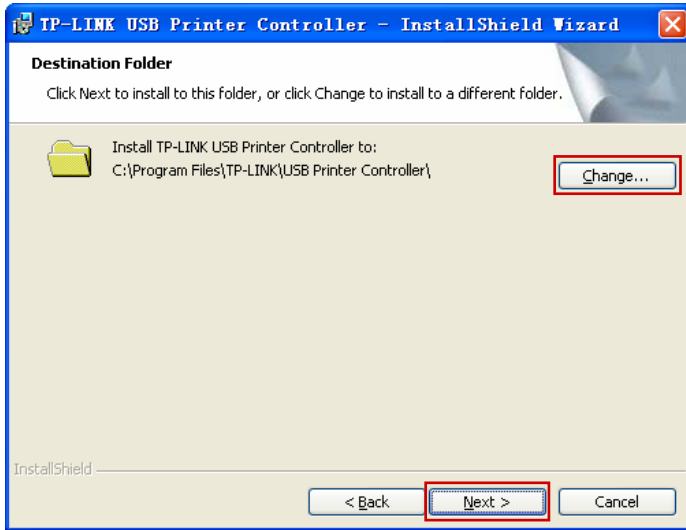 TP-LINK USB Printer Controller - InstallShield Wizard
Destination Folder
Click Next to install to this folder, or click Change to install to a different folder.
Install TP-LINK USB Printer Controller to:
C:\Program Files\TP-LINK\USB Printer Controller\
Change...
InstallShield
< Back
Next >
Cancel